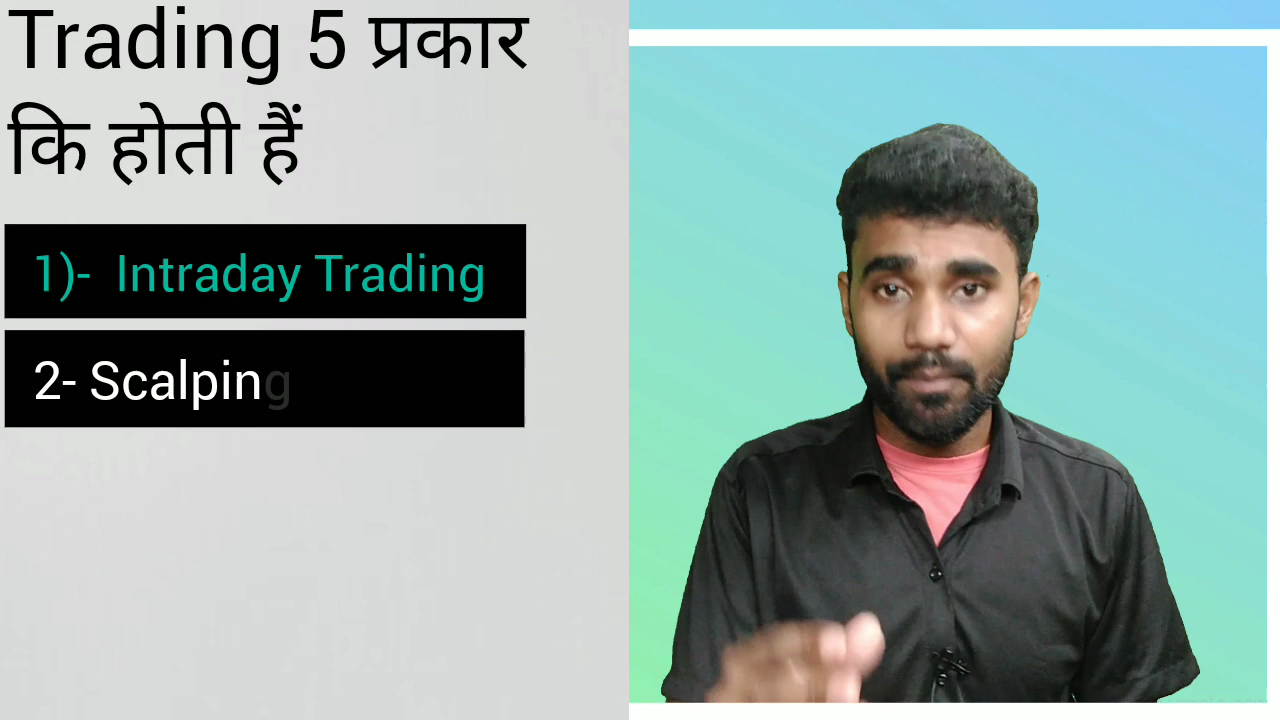 Trading 5 प्रकार
कि होती हैं
1)- Intraday Trading
2- Scalping